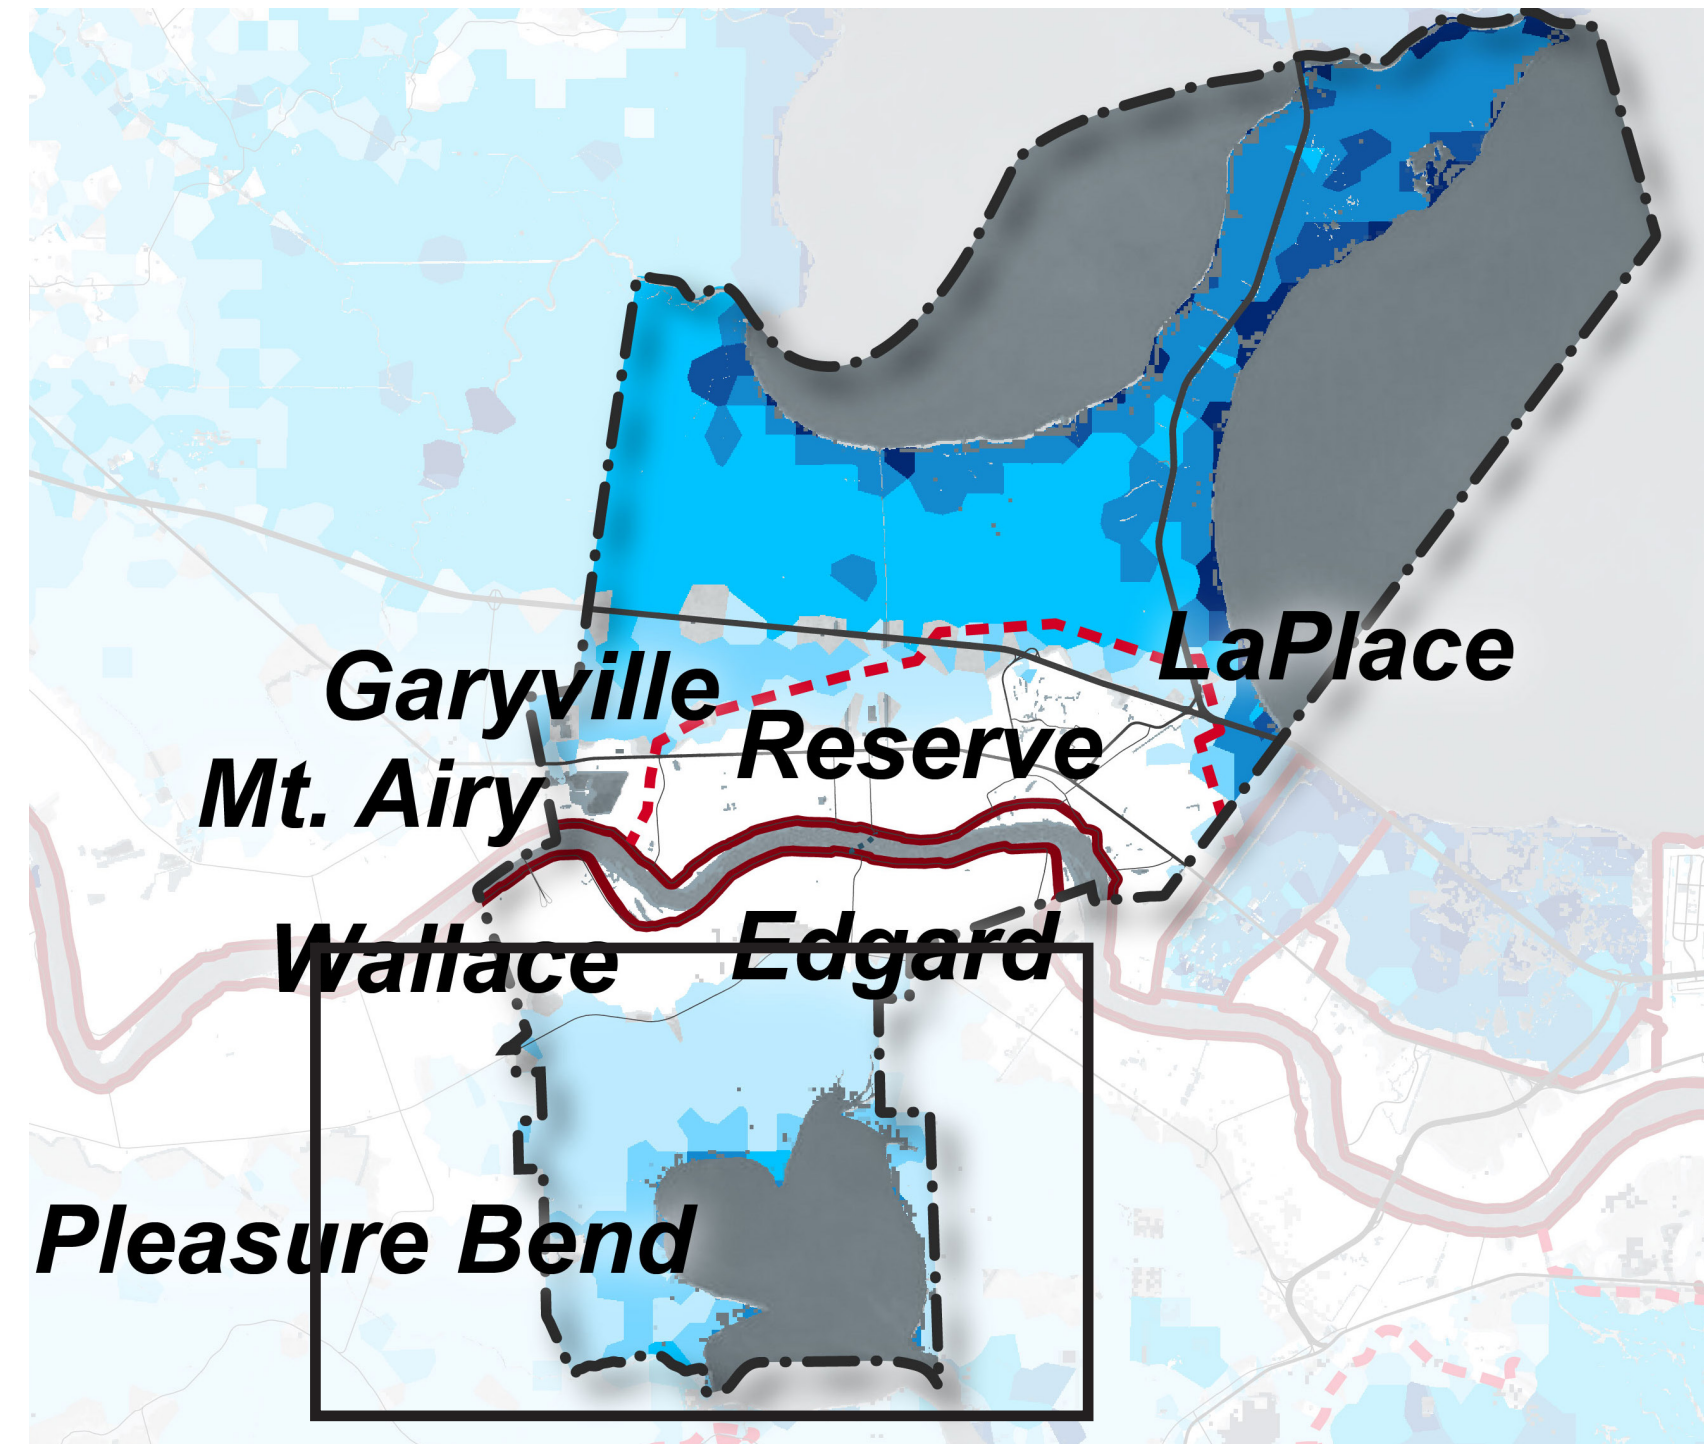 LaPlace
Garyville
Reserve
Mt. Airy
Wallace
Edgard
Pleasure Bend